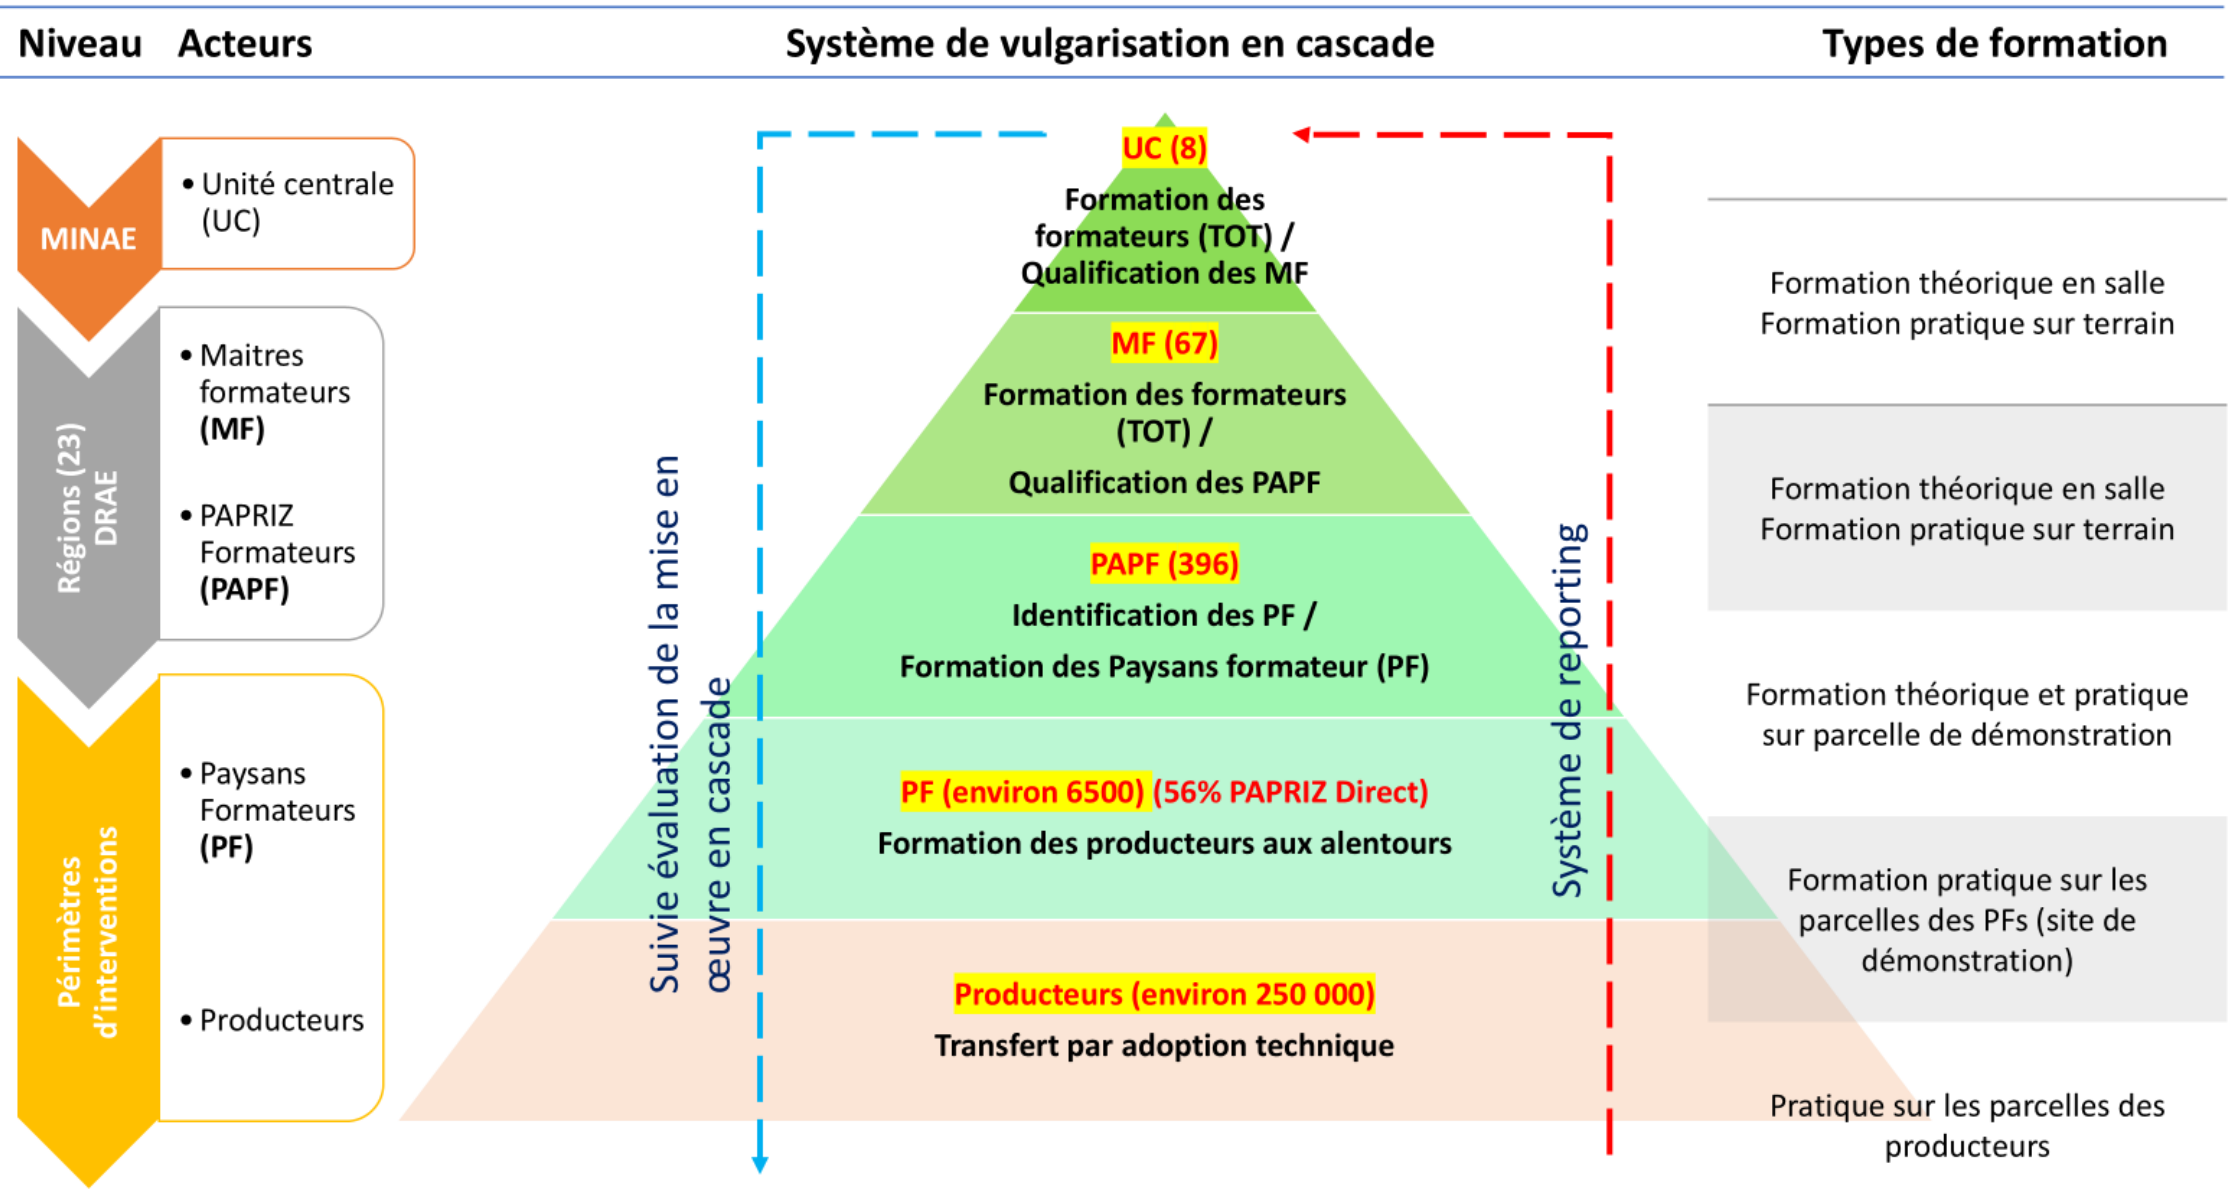 Niveau Acteurs Système de vulgarisation en cascade Types de formation
MINAE
• Unité centrale
(UC)
Régions (23)
DRAE
• Maitres
formateurs
(MF)
• PAPRIZ
Formateurs
(PAPF)
Périmètres
d'interventions
• Paysans
Formateurs
(PF)
• Producteurs
Suivie évaluation de la mise en
œuvre en cascade
UC (8)
Formation des
formateurs (TOT) /
Qualification des MF
MF (67)
Formation des formateurs
(TOT) /
Qualification des PAPF
PAPF (396)
Identification des PF /
Formation des Paysans formateur (PF)
PF (environ 6500) (56% PAPRIZ Direct)
Formation des producteurs aux alentours
Producteurs (environ 250 000)
Transfert par adoption technique
Système de reporting
Formation théorique en salle
Formation pratique sur terrain
Formation théorique en salle
Formation pratique sur terrain
Formation théorique et pratique
sur parcelle de démonstration
Formation pratique sur les
parcelles des PFs (site de
démonstration)
Pratique sur les parcelles des
producteurs